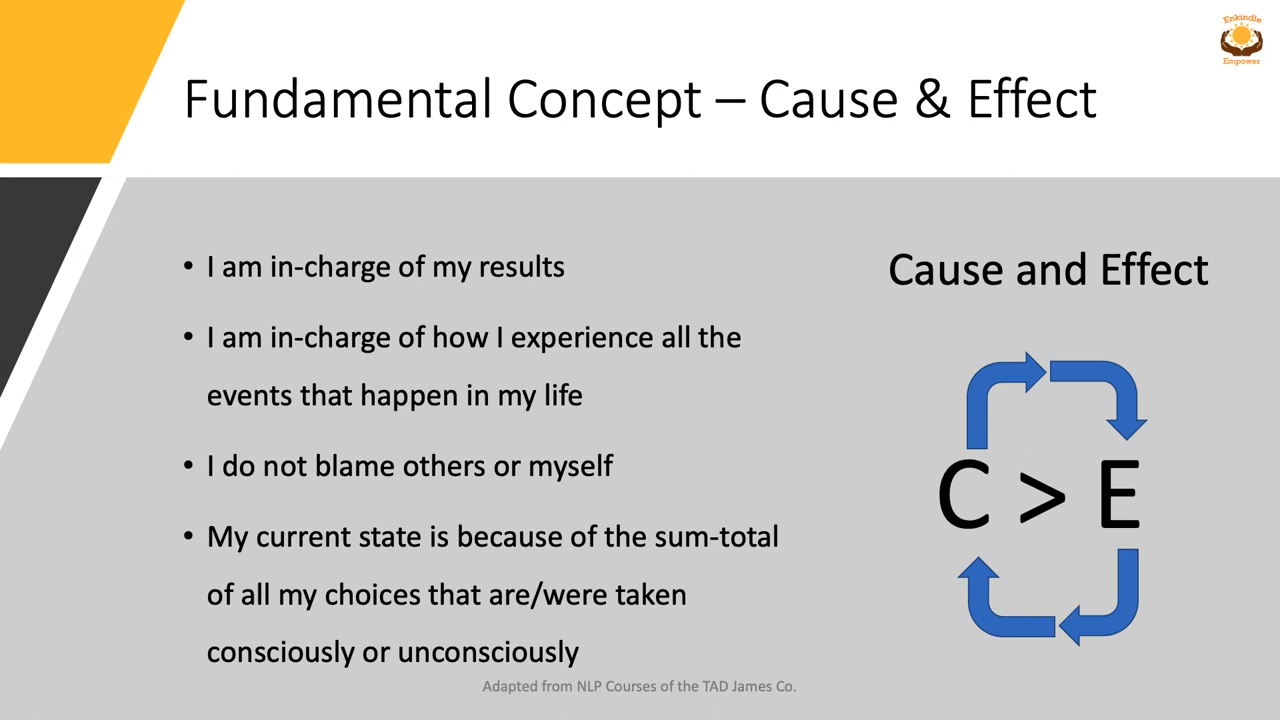 Enkindle
Empower
Fundamental Concept – Cause & Effect
• I am in-charge of my results
• I am in-charge of how I experience all the
events that happen in my life
• I do not blame others or myself
• My current state is because of the sum-total
of all my choices that are/were taken
consciously or unconsciously
Cause and Effect
C > E
Adapted from NLP Courses of the TAD James Co.